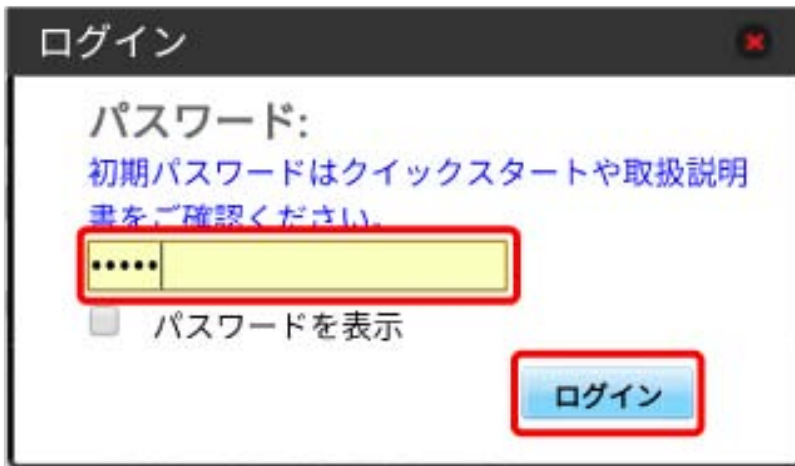 ログイン
パスワード:
初期パスワードはクイックスタートや取扱説明
書をご確認ください。
•••••
パスワードを表示
ログイン